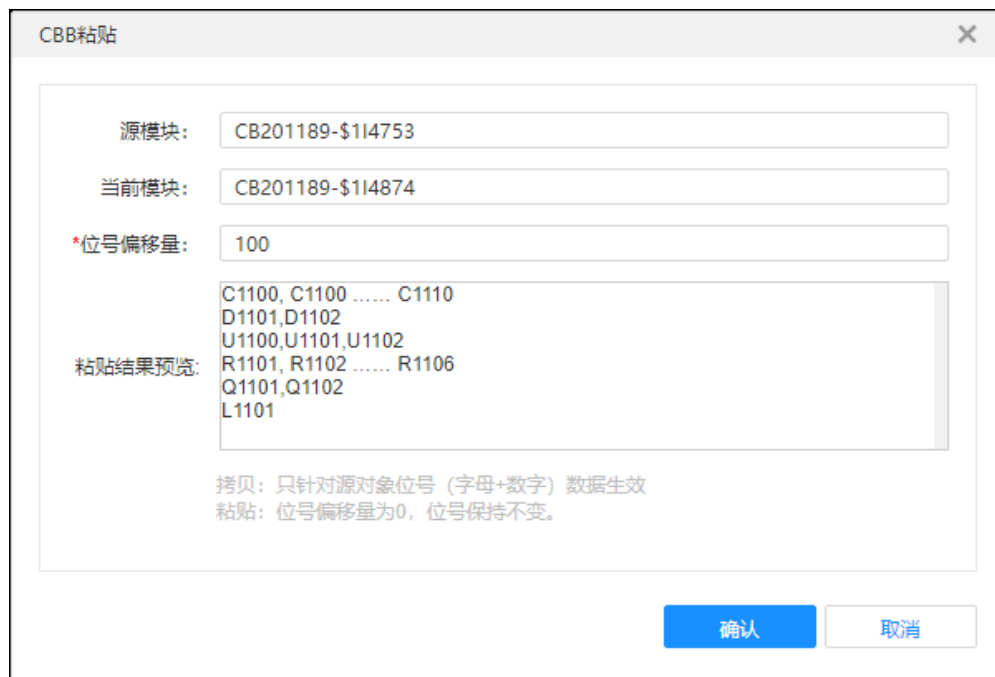 CBB粘贴
源模块： CB201189-$1I4753
当前模块： CB201189-$1I4874
*位号偏移量： 100
粘贴结果预览:
C1100, C1100 …… C1110
D1101,D1102
U1100,U1101,U1102
R1101, R1102 …… R1106
Q1101,Q1102
L1101
拷贝：只针对源对象位号（字母+数字）数据生效
粘贴：位号偏移量为0，位号保持不变。
确认 取消